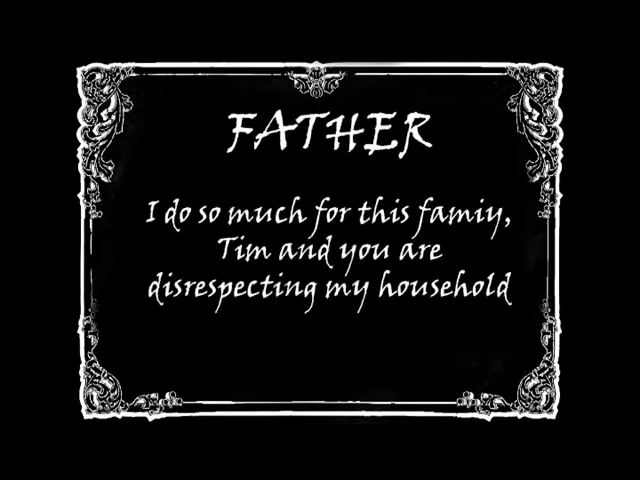 FATHER
I do so much for this famiy,
Tim and you are
disrespecting my household